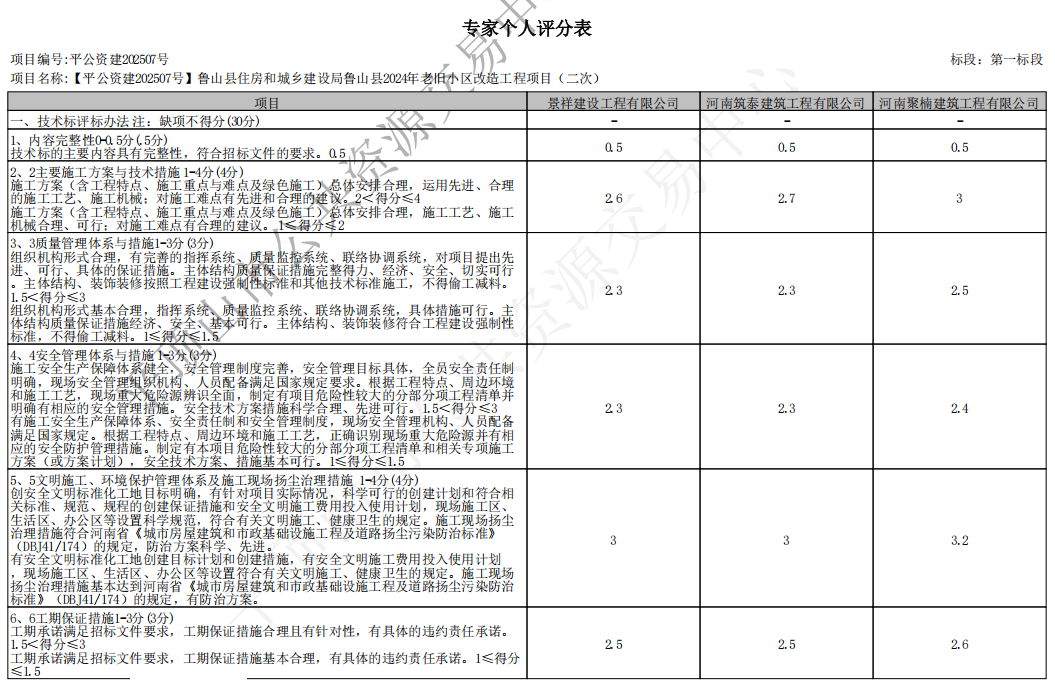 专家个人评分表
项目编号:平公资建202507号
标段：第一标段
项目名称:【平公资建202507号】鲁山县住房和城乡建设局鲁山县2024年老旧小区改造工程项目（二次）
项目 景祥建设工程有限公司 河南筑泰建筑工程有限公司 河南聚楠建筑工程有限公司
一、技术标评标办法注：缺项不得分(30分) - - -
1、内容完整性0-0.5分(.5分)
技术标的主要内容具有完整性，符合招标文件的要求。0.5
0.5 0.5 0.5
2、2主要施工方案与技术措施 1-4分(4分)
施工方案（含工程特点、施工重点与难点及绿色施工）总体安排合理，运用先进、合理
的施工工艺、施工机械；对施工难点有先进和合理的建议。2＜得分≤4
施工方案（含工程特点、施工重点与难点及绿色施工）总体安排合理，施工工艺、施工
机械合理、可行；对施工难点有合理的建议。1≤得分≤2
2.6 2.7 3
3、3质量管理体系与措施1-3分(3分)
组织机构形式合理，有完善的指挥系统、质量监控系统、联络协调系统，对项目提出先
进、可行、具体的保证措施。主体结构质量保证措施完整得力、经济、安全、切实可行
。主体结构、装饰装修按照工程建设强制性标准和其他技术标准施工，不得偷工减料。
1.5＜得分≤3
组织机构形式基本合理，指挥系统、质量监控系统、联络协调系统，具体措施可行。主
体结构质量保证措施经济、安全、基本可行。主体结构、装饰装修符合工程建设强制性
标准，不得偷工减料。1≤得分≤1.5
2.3 2.3 2.5
4、4安全管理体系与措施1-3分(3分)
施工安全生产保障体系健全，安全管理制度完善，安全管理目标具体，全员安全责任制
明确，现场安全管理组织机构、人员配备满足国家规定要求。根据工程特点、周边环境
和施工工艺，现场重大危险源辨识全面，制定有项目危险性较大的分部分项工程清单并
明确有相应的安全管理措施。安全技术方案措施科学合理、先进可行。1.5＜得分≤3
有施工安全生产保障体系、安全责任制和安全管理制度，现场安全管理机构、人员配备
满足国家规定。根据工程特点、周边环境和施工工艺，正确识别现场重大危险源并有相
应的安全防护管理措施。制定有本项目危险性较大的分部分项工程清单和相关专项施工
方案（或方案计划），安全技术方案、措施基本可行。1≤得分≤1.5
2.3 2.3 2.4
5、5文明施工、环境保护管理体系及施工现场扬尘治理措施 1-4分(4分)
创安全文明标准化工地目标明确，有针对项目实际情况，科学可行的创建计划和符合相
关标准、规范、规程的创建保证措施和安全文明施工费用投入使用计划，现场施工区、
生活区、办公区等设置科学规范，符合有关文明施工、健康卫生的规定。施工现场扬尘
治理措施符合河南省《城市房屋建筑和市政基础设施工程及道路扬尘污染防治标准》
（DBJ41/174）的规定，防治方案科学、先进。
有安全文明标准化工地创建目标计划和创建措施，有安全文明施工费用投入使用计划
，现场施工区、生活区、办公区等设置符合有关文明施工、健康卫生的规定。施工现场
扬尘治理措施基本达到河南省《城市房屋建筑和市政基础设施工程及道路扬尘污染防治
标准》（DBJ41/174）的规定，有防治方案。
3 3 3.2
6、6工期保证措施1-3分(3分)
工期承诺满足招标文件要求，工期保证措施合理且有针对性，有具体的违约责任承诺。
1.5＜得分≤3
工期承诺满足招标文件要求，工期保证措施基本合理，有具体的违约责任承诺。1≤得分
≤1.5
2.5 2.5 2.6